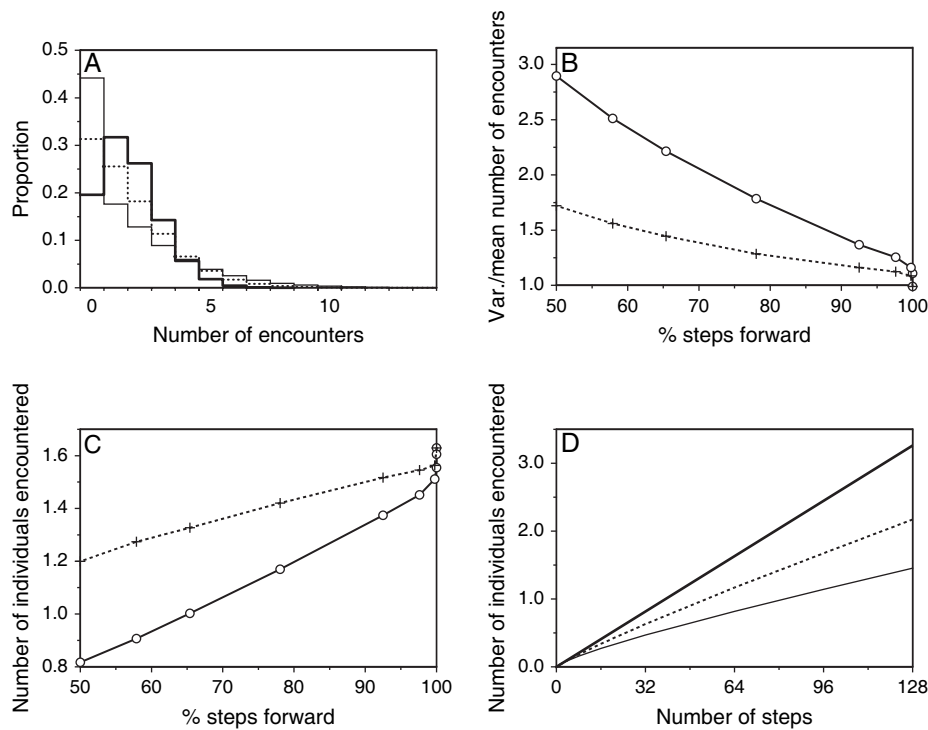 A
0.5
0.4
0.3
0.2
0.1
0.0
Proportion
0 5 10
Number of encounters
B
3.0
2.5
2.0
1.5
1.0
Var./mean number of encounters
50 60 70 80 90 100
% steps forward
C
1.6
1.4
1.2
1.0
0.8
Number of individuals encountered
50 60 70 80 90 100
% steps forward
D
3.0
2.0
1.0
0.0
Number of individuals encountered
0 32 64 96 128
Number of steps